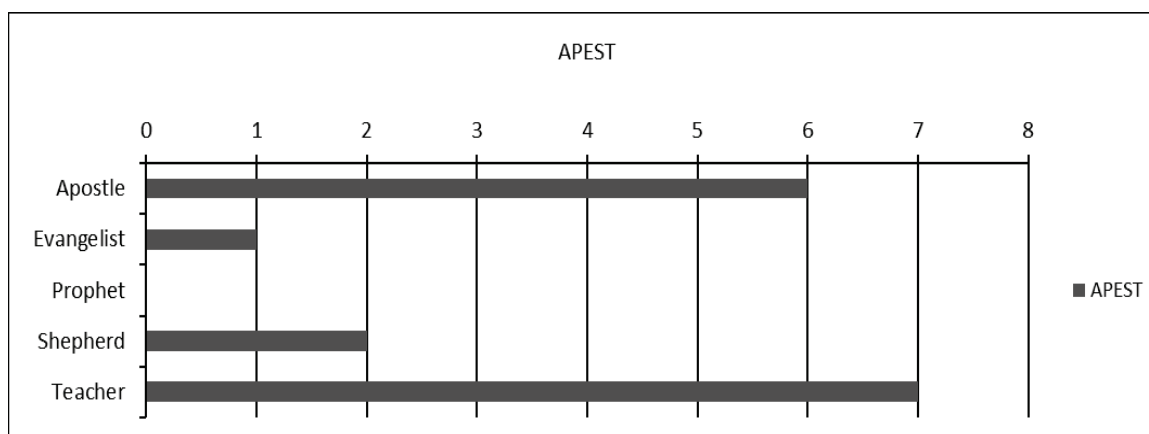 APEST
0 1 2 3 4 5 6 7 8
Apostle
Evangelist
Prophet
Shepherd
Teacher
APEST